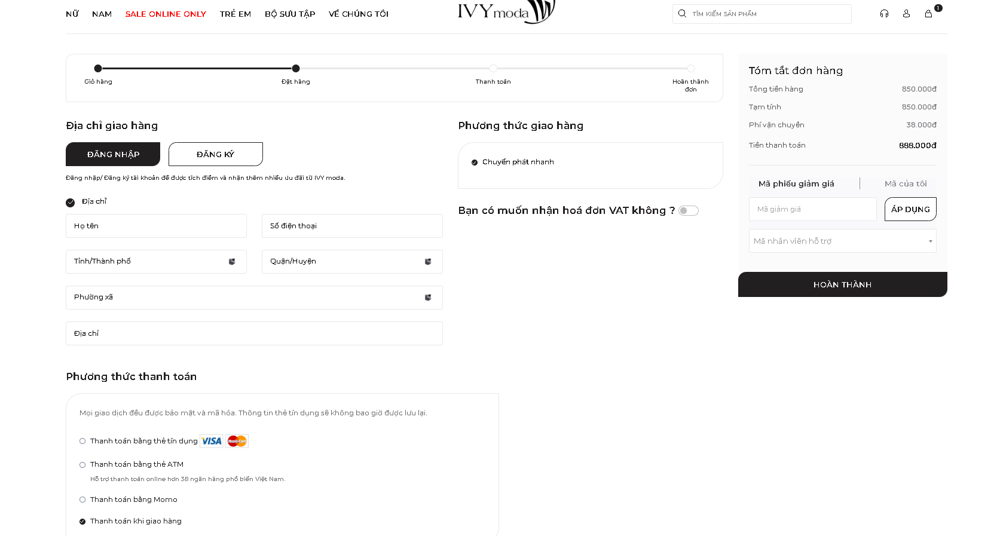 NỮ NAM SALE ONLINE ONLY TRẺ EM BỘ SƯU TẬP VỀ CHÚNG TÔI
IVY moda
TÌM KIẾM SẢN PHẨM
1
Giỏ hàng
Đặt hàng
Thanh toán
Hoàn thành
đơn
Địa chỉ giao hàng
ĐĂNG NHẬP ĐĂNG KÝ
Đăng nhập/ Đăng ký tài khoản để được tích điểm và nhận thêm nhiều ưu đãi từ IVY moda.
Địa chỉ
Họ tên Số điện thoại
Tỉnh/Thành phố Quận/Huyện
Phường xã
Địa chỉ
Phương thức giao hàng
Chuyển phát nhanh
Bạn có muốn nhận hoá đơn VAT không ?
Phương thức thanh toán
Mọi giao dịch đều được bảo mật và mã hóa. Thông tin thẻ tín dụng sẽ không bao giờ được lưu lại.
Thanh toán bằng thẻ tín dụng VISA MasterCard
Thanh toán bằng thẻ ATM
Hỗ trợ thanh toán online hơn 38 ngân hàng phổ biến Việt Nam.
Thanh toán bằng Momo
Thanh toán khi giao hàng
Tóm tắt đơn hàng
Tổng tiền hàng 850.000đ
Tạm tính 850.000đ
Phí vận chuyển 38.000đ
Tiền thanh toán 888.000đ
Mã phiếu giảm giá Mã của tôi
Mã giảm giá ÁP DỤNG
Mã nhân viên hỗ trợ
HOÀN THÀNH